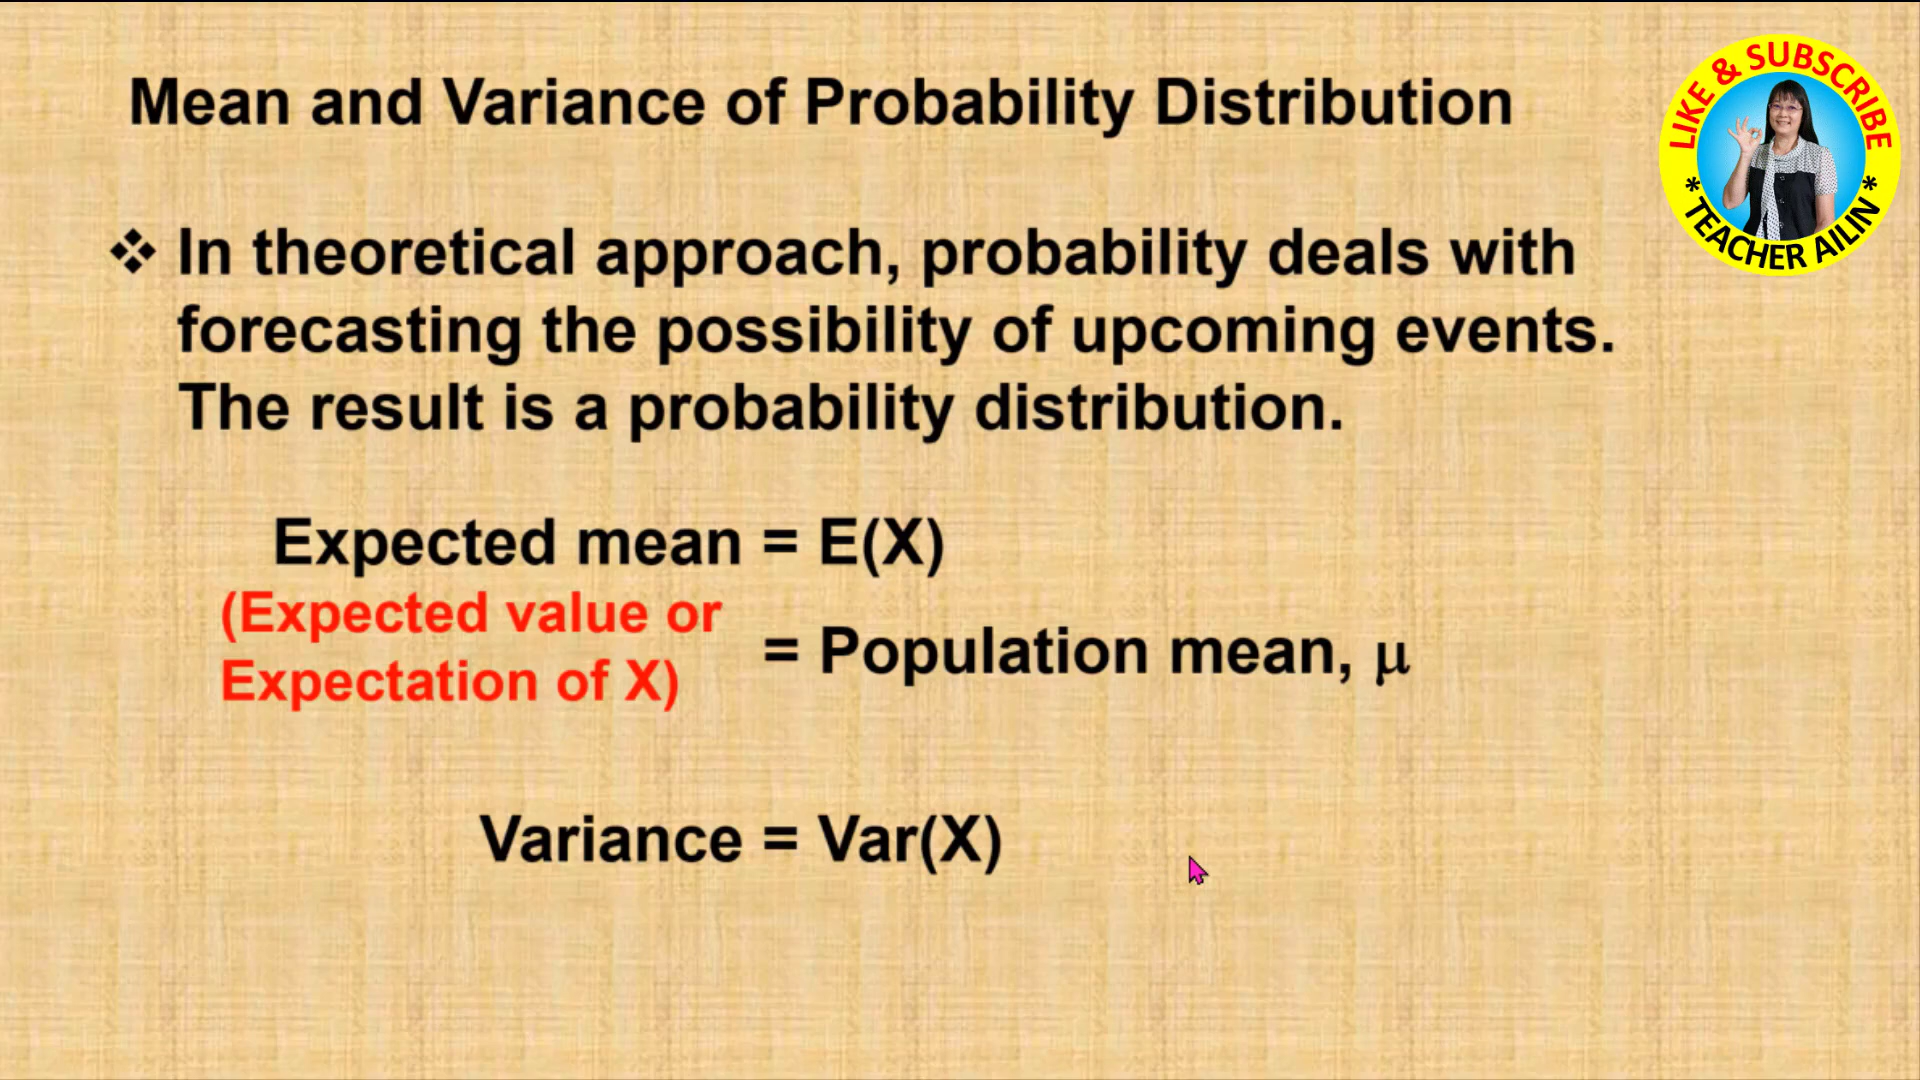 Mean and Variance of Probability Distribution
LIKE & SUBSCRIBE
* TEACHER AILIN *
❖ In theoretical approach, probability deals with
forecasting the possibility of upcoming events.
The result is a probability distribution.
Expected mean = E(X)
(Expected value or
Expectation of X)
= Population mean, μ
Variance = Var(X)